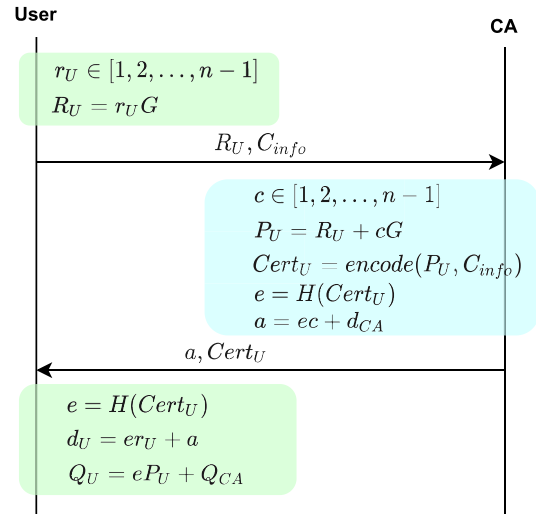 User
CA
r_U ∈ [1, 2, …, n − 1]
R_U = r_U G
R_U, C_info
c ∈ [1, 2, …, n − 1]
P_U = R_U + cG
Cert_U = encode(P_U, C_info)
e = H(Cert_U)
a = ec + d_CA
a, Cert_U
e = H(Cert_U)
d_U = er_U + a
Q_U = eP_U + Q_CA